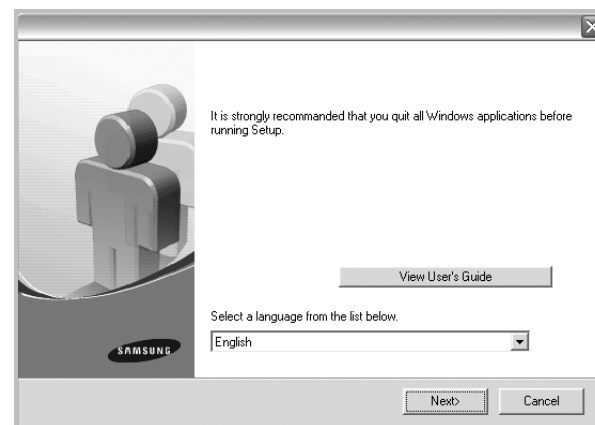 It is strongly recommanded that you quit all Windows applications before
running Setup.
View User's Guide
Select a language from the list below.
English
SAMSUNG
Next>
Cancel